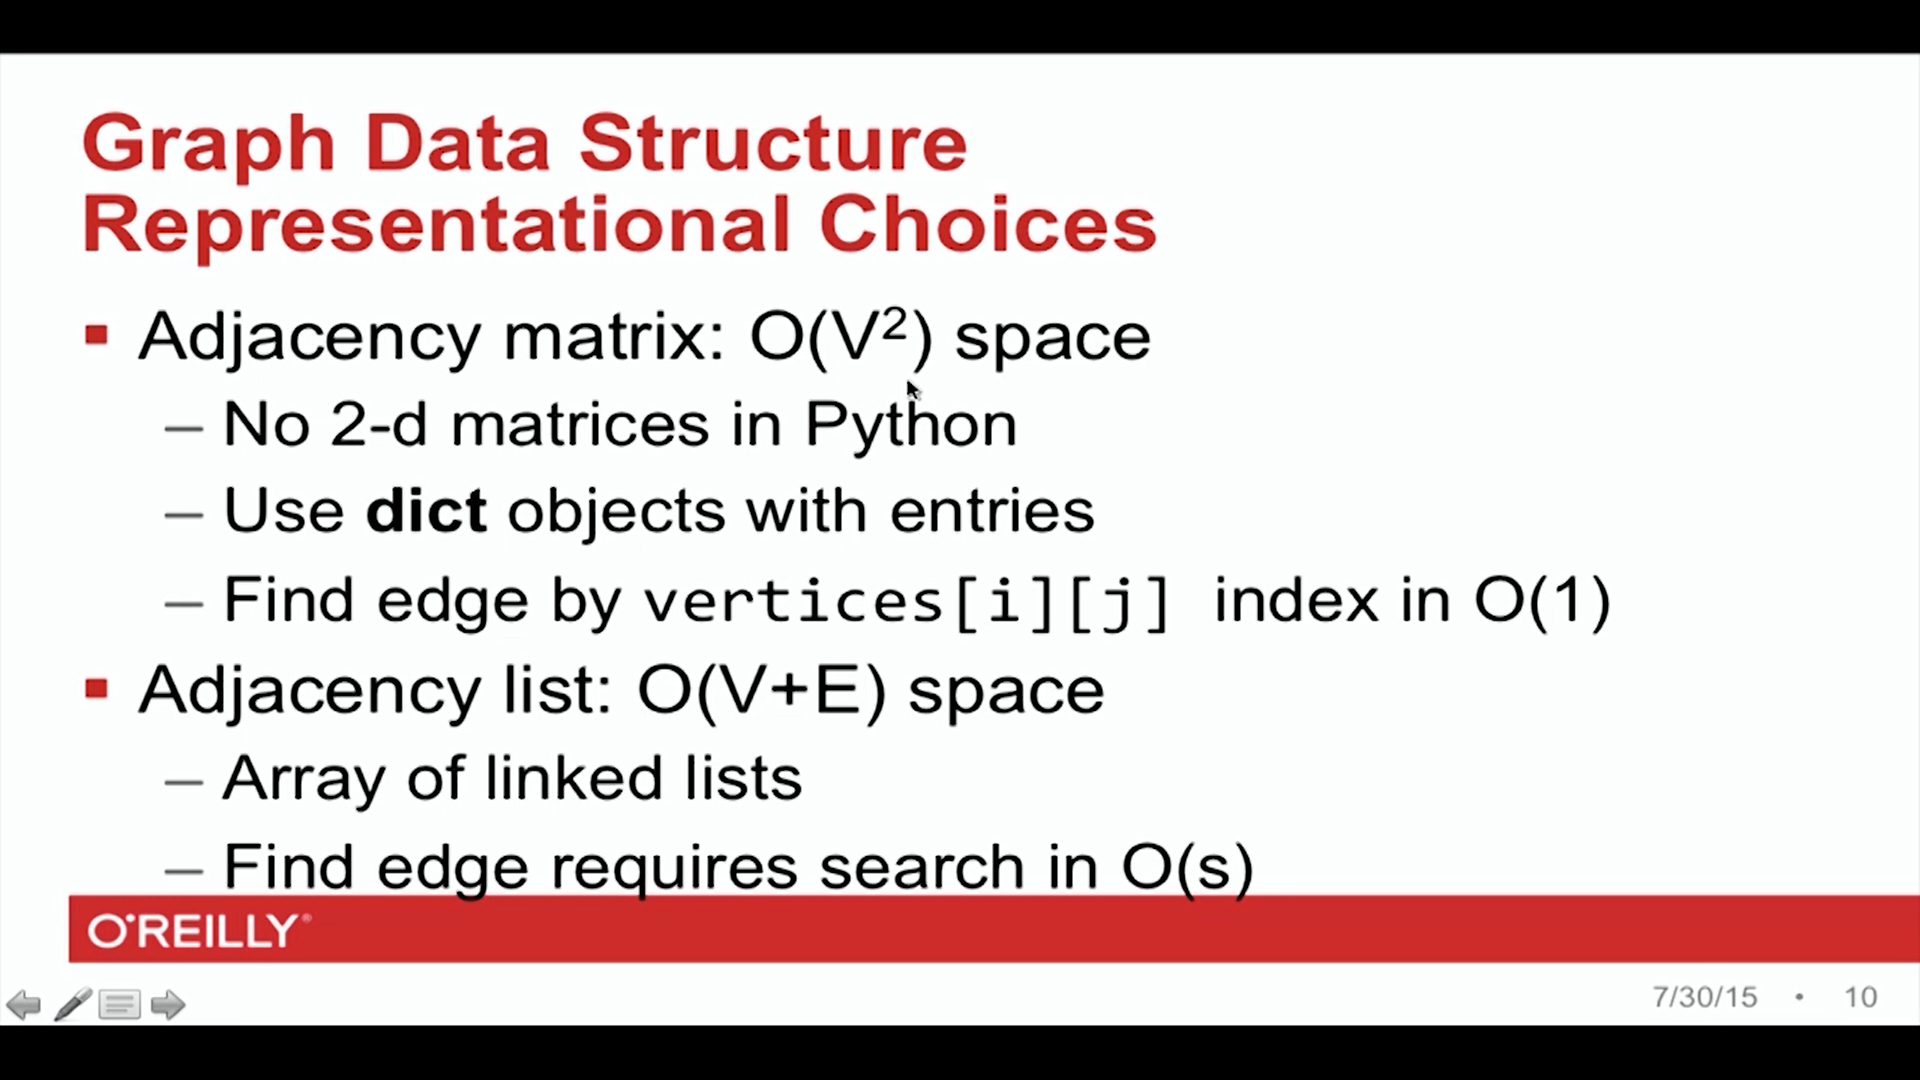 Graph Data Structure
Representational Choices
▪ Adjacency matrix: O(V²) space
– No 2-d matrices in Python
– Use dict objects with entries
– Find edge by vertices[i][j] index in O(1)
▪ Adjacency list: O(V+E) space
– Array of linked lists
– Find edge requires search in O(s)
O'REILLY®
7/30/15 • 10